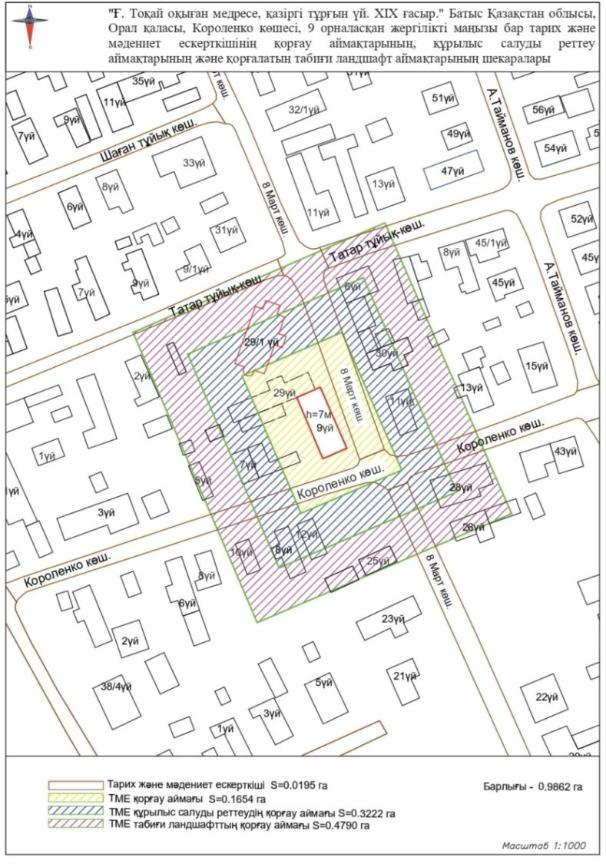 "Ғ. Тоқай оқыған медресе, қазіргі тұрғын үй. XIX ғасыр." Батыс Қазақстан облысы,
Орал қаласы, Короленко көшесі, 9 орналасқан жергілікті маңызы бар тарих және
мәдениет ескерткішінің қорғау аймақтарының, құрылыс салуды реттеу
аймақтарының және қорғалатын табиғи ландшафт аймақтарының шекаралары
35үй
11үй
9үй
7үй
көш.
32/1үй
51үй
49үй
47үй
А.Тайманов көш.
56үй
54үй
Шаған тұйық көш.
33үй
8үй
6үй
4үй
8 Март көш.
13үй
11үй
52үй
31үй
9/1үй
9үй
7үй
Татар тұйық-көш.
8үй
45/1үй
45үй
А.Тайманов көш.
Татар тұйық-көш
6үй
29/1 үй
30үй
2үй
29үй
h=7м
9үй
8 Март көш.
11үй
13үй
15үй
1үй
7үй
5үй
Короленко көш.
Короленко көш.
43үй
3үй
28үй
26үй
12үй
8үй
10үй
25үй
8 Март көш.
Короленко көш.
8үй
6үй
2үй
23үй
38/4үй
5үй
21үй
22үй
1үй
3үй
Тарих және мәдениет ескерткіші S=0.0195 га
Барлығы - 0.9862 га
ТМЕ қорғау аймағы S=0.1654 га
ТМЕ құрылыс салуды реттеудің қорғау аймағы S=0.3222 га
ТМЕ табиғи ландшафттың қорғау аймағы S=0.4790 га
Масштаб 1:1000